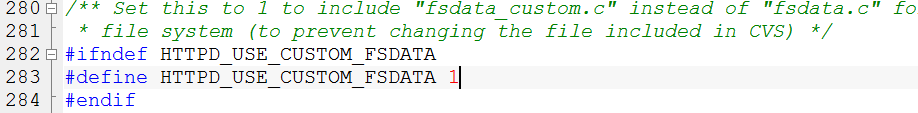 280 /** Set this to 1 to include "fsdata_custom.c" instead of "fsdata.c" fo
281  * file system (to prevent changing the file included in CVS) */
282 #ifndef HTTPD_USE_CUSTOM_FSDATA
283 #define HTTPD_USE_CUSTOM_FSDATA 1
284 #endif